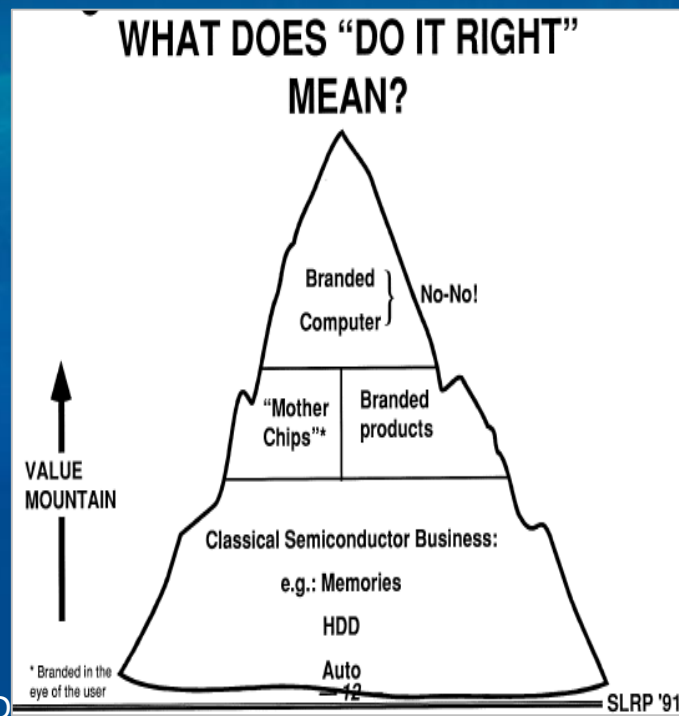 WHAT DOES “DO IT RIGHT”
MEAN?
Branded
Computer
No-No!
“Mother
Chips”*
Branded
products
VALUE
MOUNTAIN
Classical Semiconductor Business:
e.g.: Memories
HDD
Auto
* Branded in the
eye of the user
12
SLRP '91